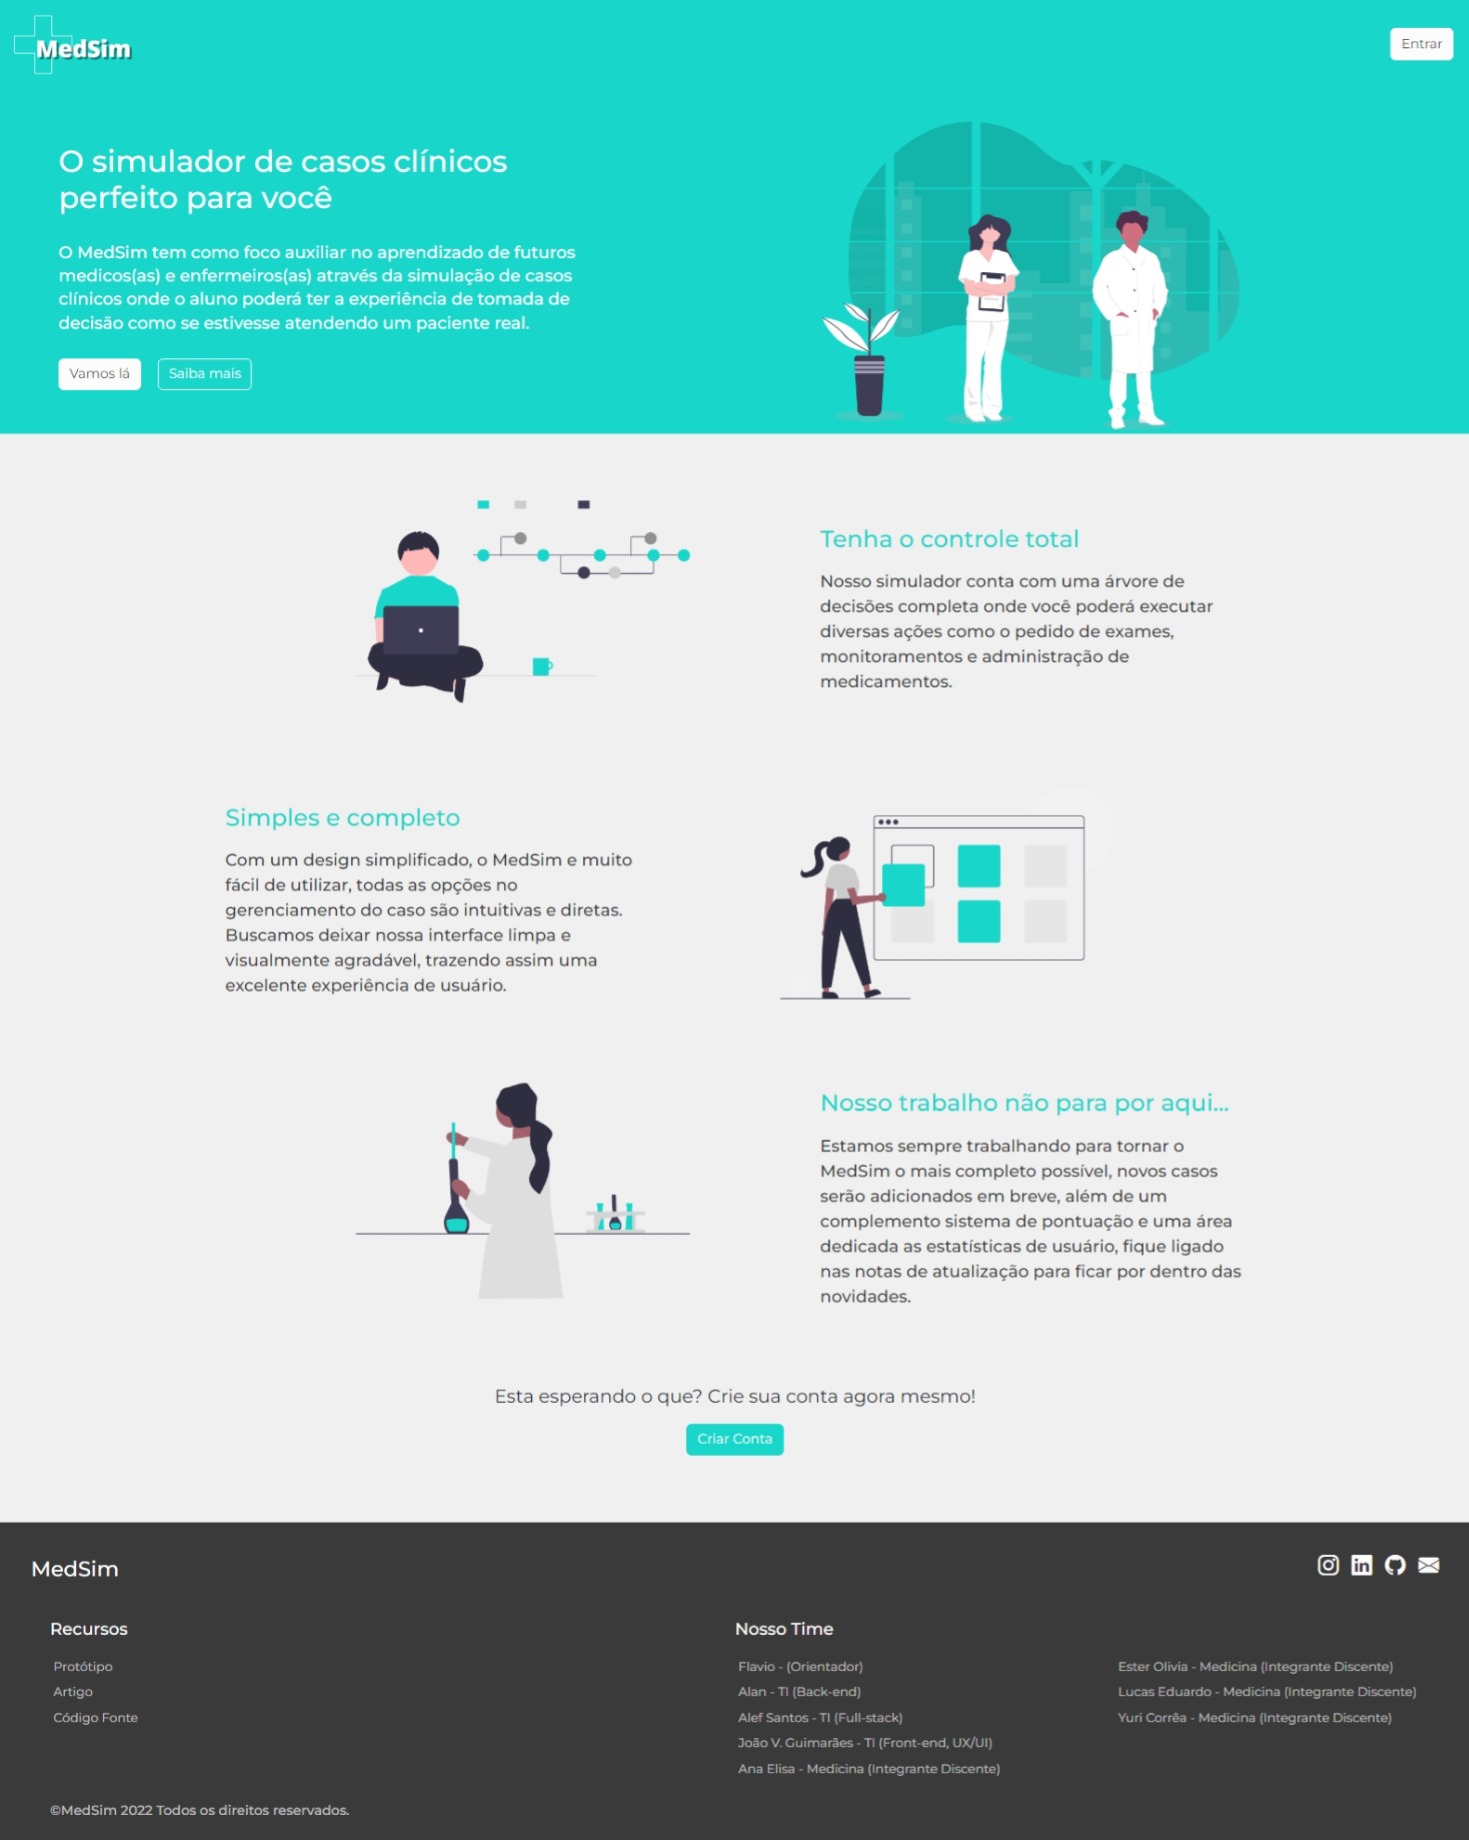 MedSim
Entrar
O simulador de casos clínicos
perfeito para você
O MedSim tem como foco auxiliar no aprendizado de futuros
medicos(as) e enfermeiros(as) através da simulação de casos
clínicos onde o aluno poderá ter a experiência de tomada de
decisão como se estivesse atendendo um paciente real.
Vamos lá
Saiba mais
Tenha o controle total
Nosso simulador conta com uma árvore de
decisões completa onde você poderá executar
diversas ações como o pedido de exames,
monitoramentos e administração de
medicamentos.
Simples e completo
Com um design simplificado, o MedSim e muito
fácil de utilizar, todas as opções no
gerenciamento do caso são intuitivas e diretas.
Buscamos deixar nossa interface limpa e
visualmente agradável, trazendo assim uma
excelente experiência de usuário.
Nosso trabalho não para por aqui...
Estamos sempre trabalhando para tornar o
MedSim o mais completo possível, novos casos
serão adicionados em breve, além de um
complemento sistema de pontuação e uma área
dedicada as estatísticas de usuário, fique ligado
nas notas de atualização para ficar por dentro das
novidades.
Esta esperando o que? Crie sua conta agora mesmo!
Criar Conta
MedSim
Recursos
Protótipo
Artigo
Código Fonte
Nosso Time
Flavio - (Orientador)
Alan - TI (Back-end)
Alef Santos - TI (Full-stack)
João V. Guimarães - TI (Front-end, UX/UI)
Ana Elisa - Medicina (Integrante Discente)
Ester Olivia - Medicina (Integrante Discente)
Lucas Eduardo - Medicina (Integrante Discente)
Yuri Corrêa - Medicina (Integrante Discente)
©MedSim 2022 Todos os direitos reservados.